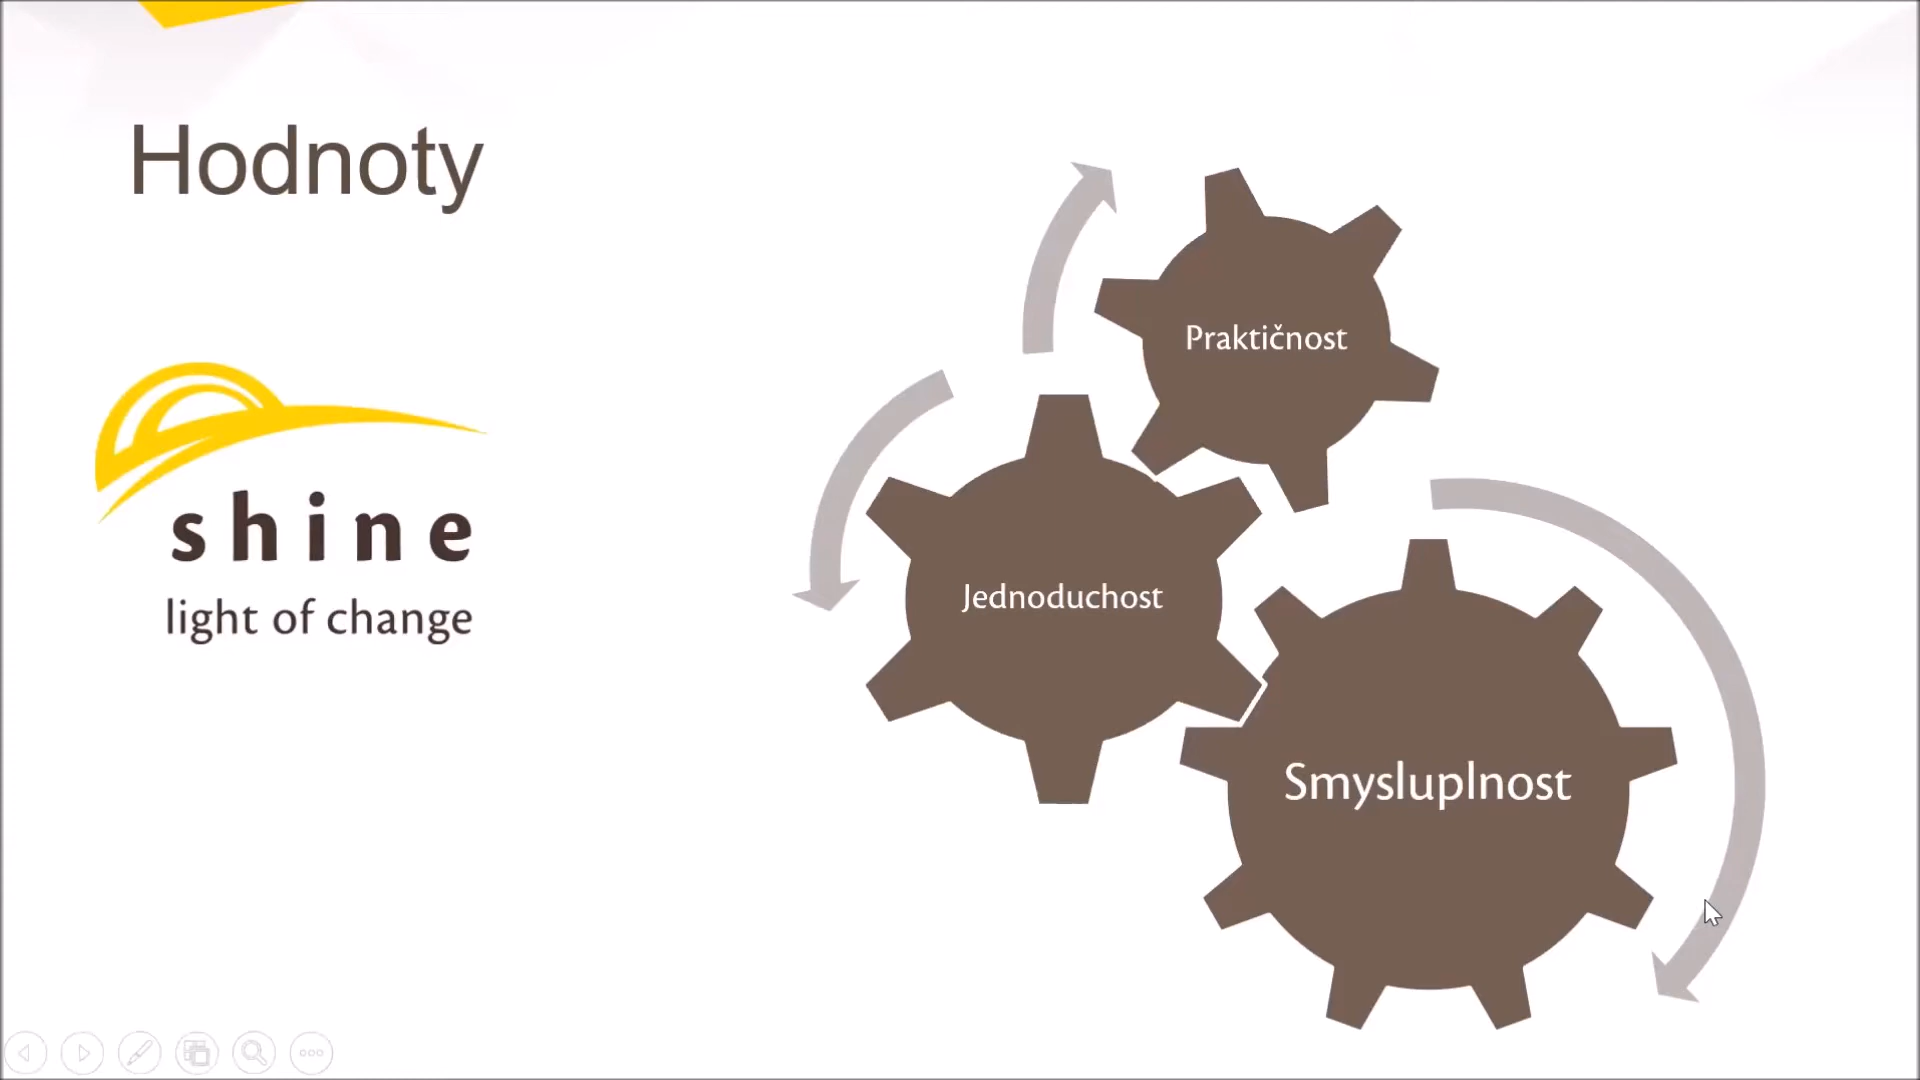 Hodnoty
shine
light of change
Praktičnost
Jednoduchost
Smysluplnost